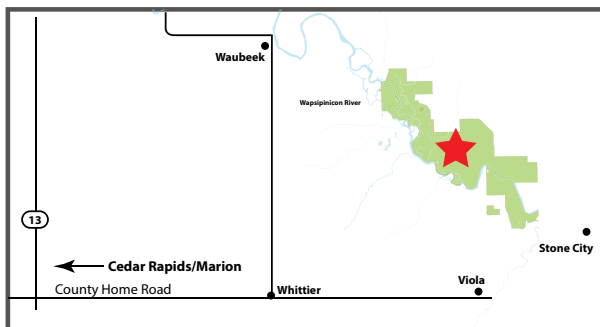 Waubeek
Wapsipinicon River
13
Stone City
Cedar Rapids/Marion
Viola
County Home Road
Whittier